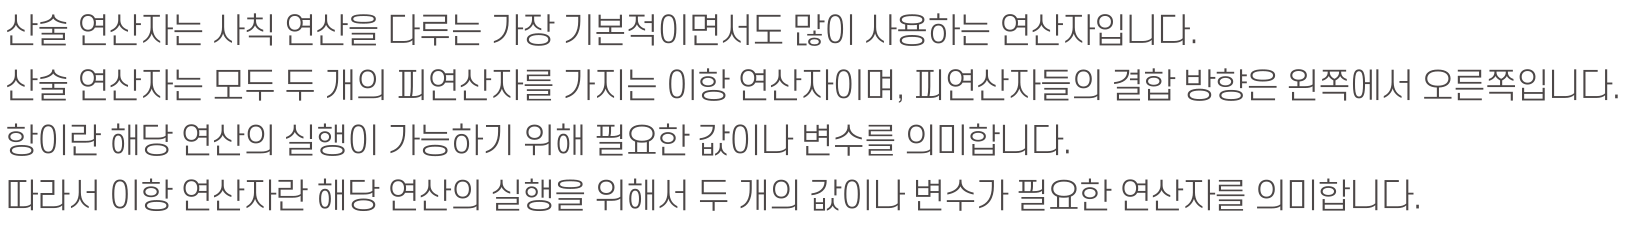 산술 연산자는 사칙 연산을 다루는 가장 기본적이면서도 많이 사용하는 연산자입니다.
산술 연산자는 모두 두 개의 피연산자를 가지는 이항 연산자이며, 피연산자들의 결합 방향은 왼쪽에서 오른쪽입니다.
항이란 해당 연산의 실행이 가능하기 위해 필요한 값이나 변수를 의미합니다.
따라서 이항 연산자란 해당 연산의 실행을 위해서 두 개의 값이나 변수가 필요한 연산자를 의미합니다.